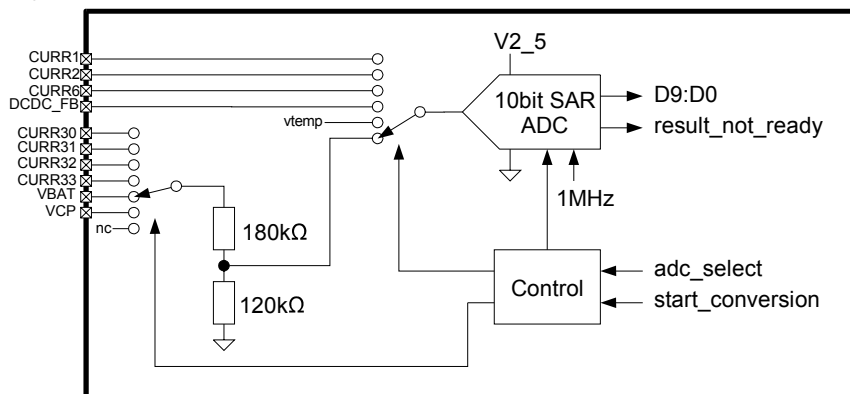 CURR1
CURR2
CURR6
DCDC_FB
CURR30
CURR31
CURR32
CURR33
VBAT
VCP
nc
vtemp
V2_5
10bit SAR
ADC
D9:D0
result_not_ready
1MHz
180kΩ
120kΩ
Control
adc_select
start_conversion